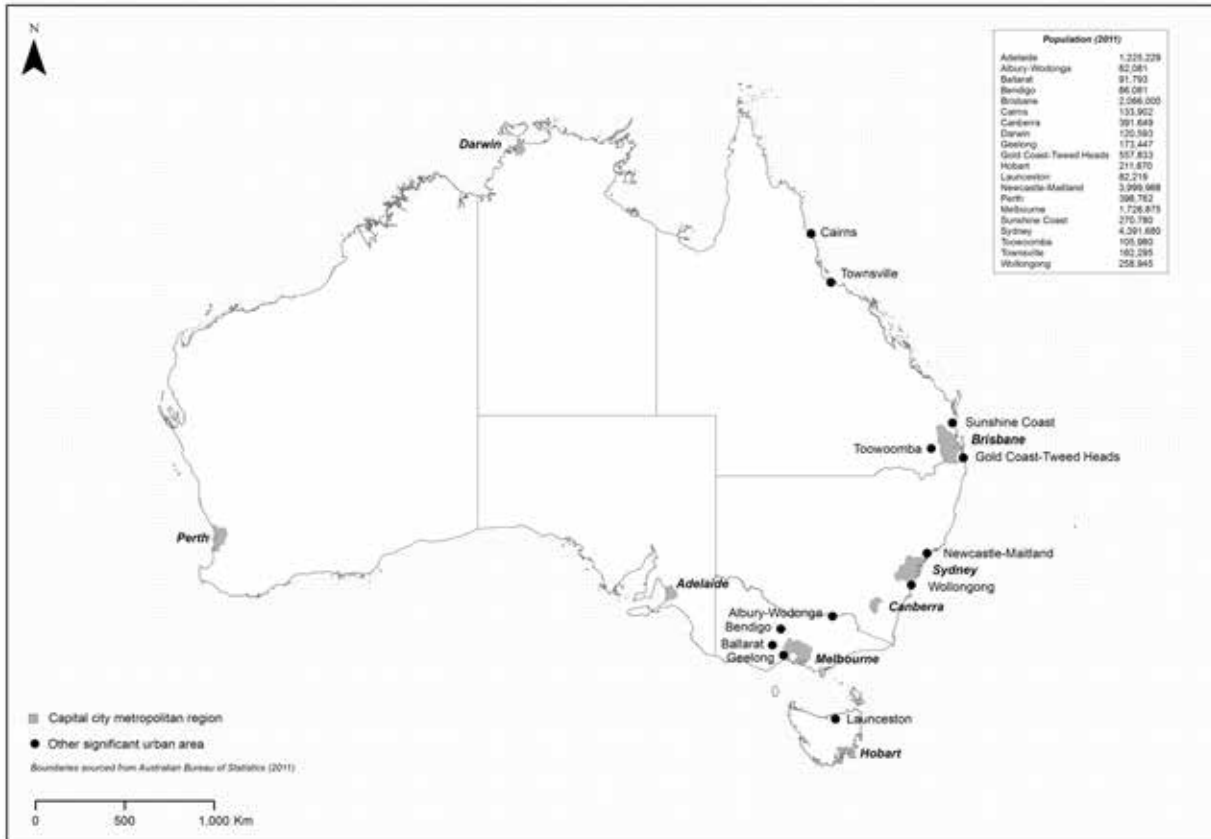 N
Population (2011)
Adelaide 1,225,229
Albury-Wodonga 82,081
Ballarat 91,793
Bendigo 86,081
Brisbane 2,066,000
Cairns 133,902
Canberra 391,649
Darwin 120,593
Geelong 173,447
Gold Coast-Tweed Heads 557,833
Hobart 211,670
Launceston 82,219
Newcastle-Maitland 3,999,988
Perth 398,762
Melbourne 1,728,875
Sunshine Coast 270,780
Sydney 4,391,680
Toowoomba 105,980
Townsville 162,295
Wollongong 258,945
Darwin
Cairns
Townsville
Sunshine Coast
Brisbane
Toowoomba
Gold Coast-Tweed Heads
Perth
Newcastle-Maitland
Sydney
Adelaide
Wollongong
Canberra
Albury-Wodonga
Bendigo
Ballarat
Geelong
Melbourne
Launceston
Hobart
Capital city metropolitan region
Other significant urban area
Boundaries sourced from Australian Bureau of Statistics (2011)
0 500 1,000 Km